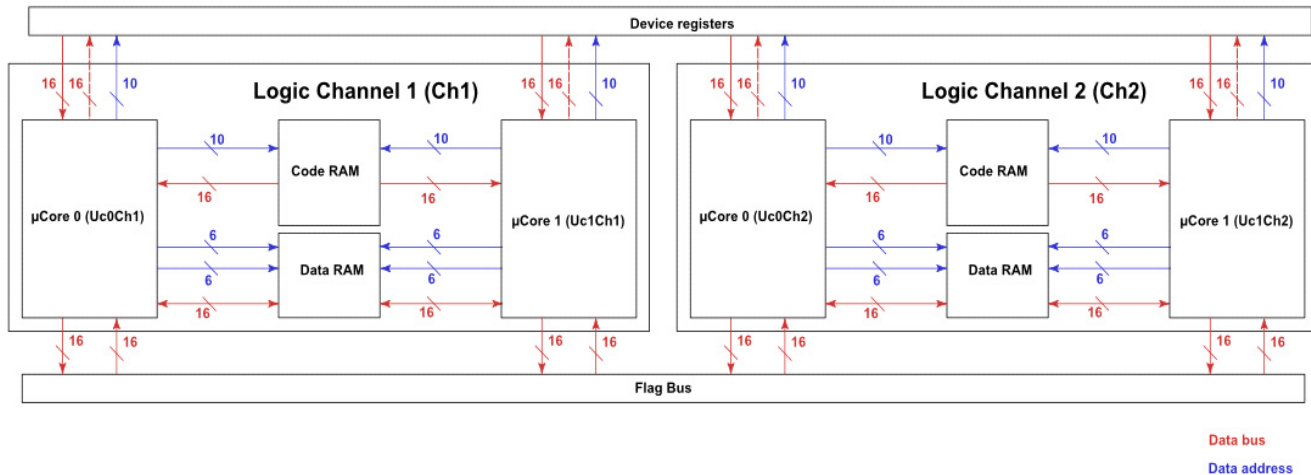 Device registers
16 16 10 16 16 10 16 16 10 16 16 10
Logic Channel 1 (Ch1) Logic Channel 2 (Ch2)
10 10 10 10
Code RAM Code RAM
16 16 16 16
µCore 0 (Uc0Ch1) µCore 1 (Uc1Ch1) µCore 0 (Uc0Ch2) µCore 1 (Uc1Ch2)
6 6 6 6
Data RAM Data RAM
6 6 6 6
16 16 16 16
16 16 16 16 16 16 16 16
Flag Bus
Data bus
Data address